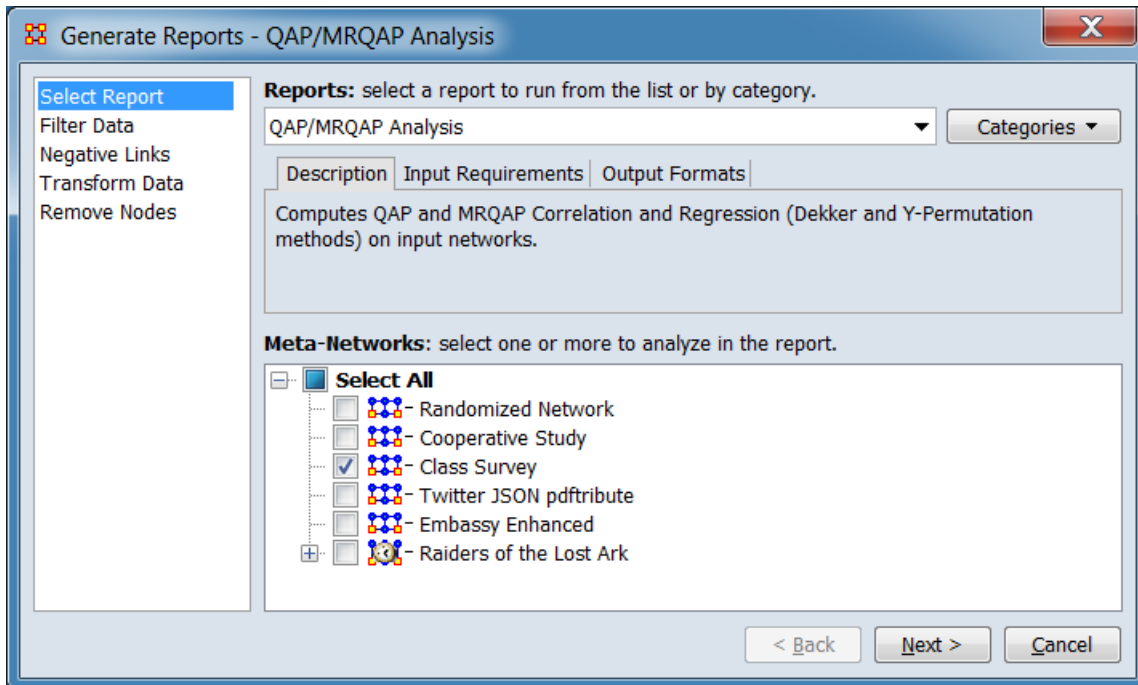 Generate Reports - QAP/MRQAP Analysis
X
Select Report
Filter Data
Negative Links
Transform Data
Remove Nodes
Reports: select a report to run from the list or by category.
QAP/MRQAP Analysis
Categories
Description
Input Requirements
Output Formats
Computes QAP and MRQAP Correlation and Regression (Dekker and Y-Permutation
methods) on input networks.
Meta-Networks: select one or more to analyze in the report.
Select All
- Randomized Network
- Cooperative Study
- Class Survey
- Twitter JSON pdftribute
- Embassy Enhanced
- Raiders of the Lost Ark
< Back
Next >
Cancel